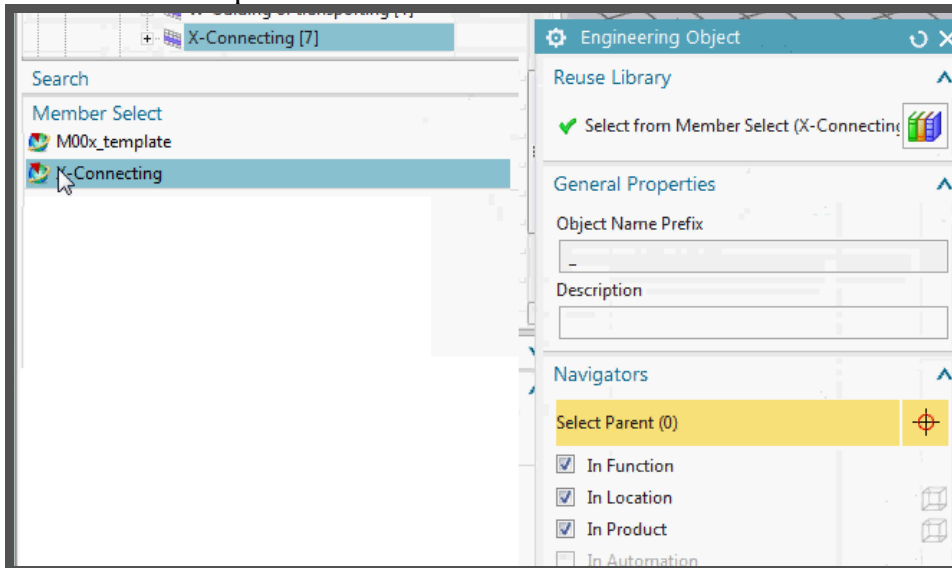 X-Connecting [7]
Search
Member Select
M00x_template
X-Connecting
Engineering Object
Reuse Library
Select from Member Select (X-Connecting
General Properties
Object Name Prefix
_
Description
Navigators
Select Parent (0)
In Function
In Location
In Product
In Automation